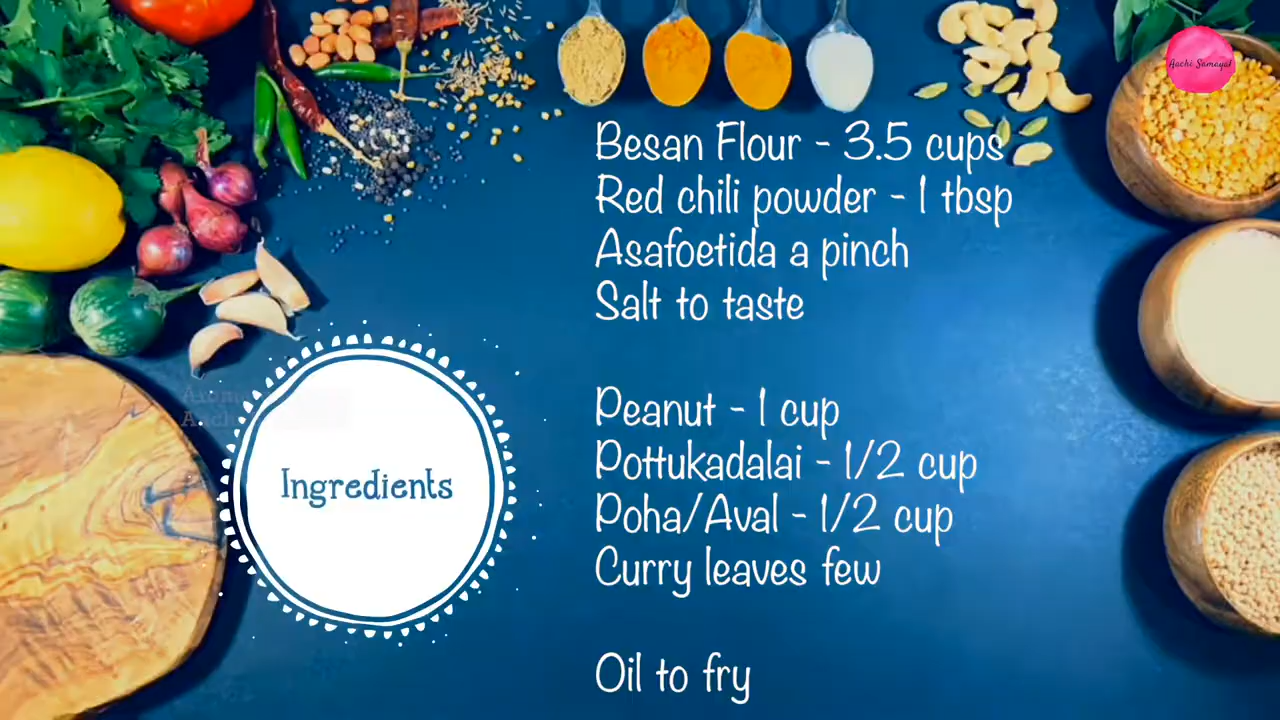 Aachi Samayal
Besan Flour - 3.5 cups
Red chili powder - 1 tbsp
Asafoetida a pinch
Salt to taste
Peanut - 1 cup
Pottukadalai - 1/2 cup
Poha/Aval - 1/2 cup
Curry leaves few
Ingredients
Oil to fry